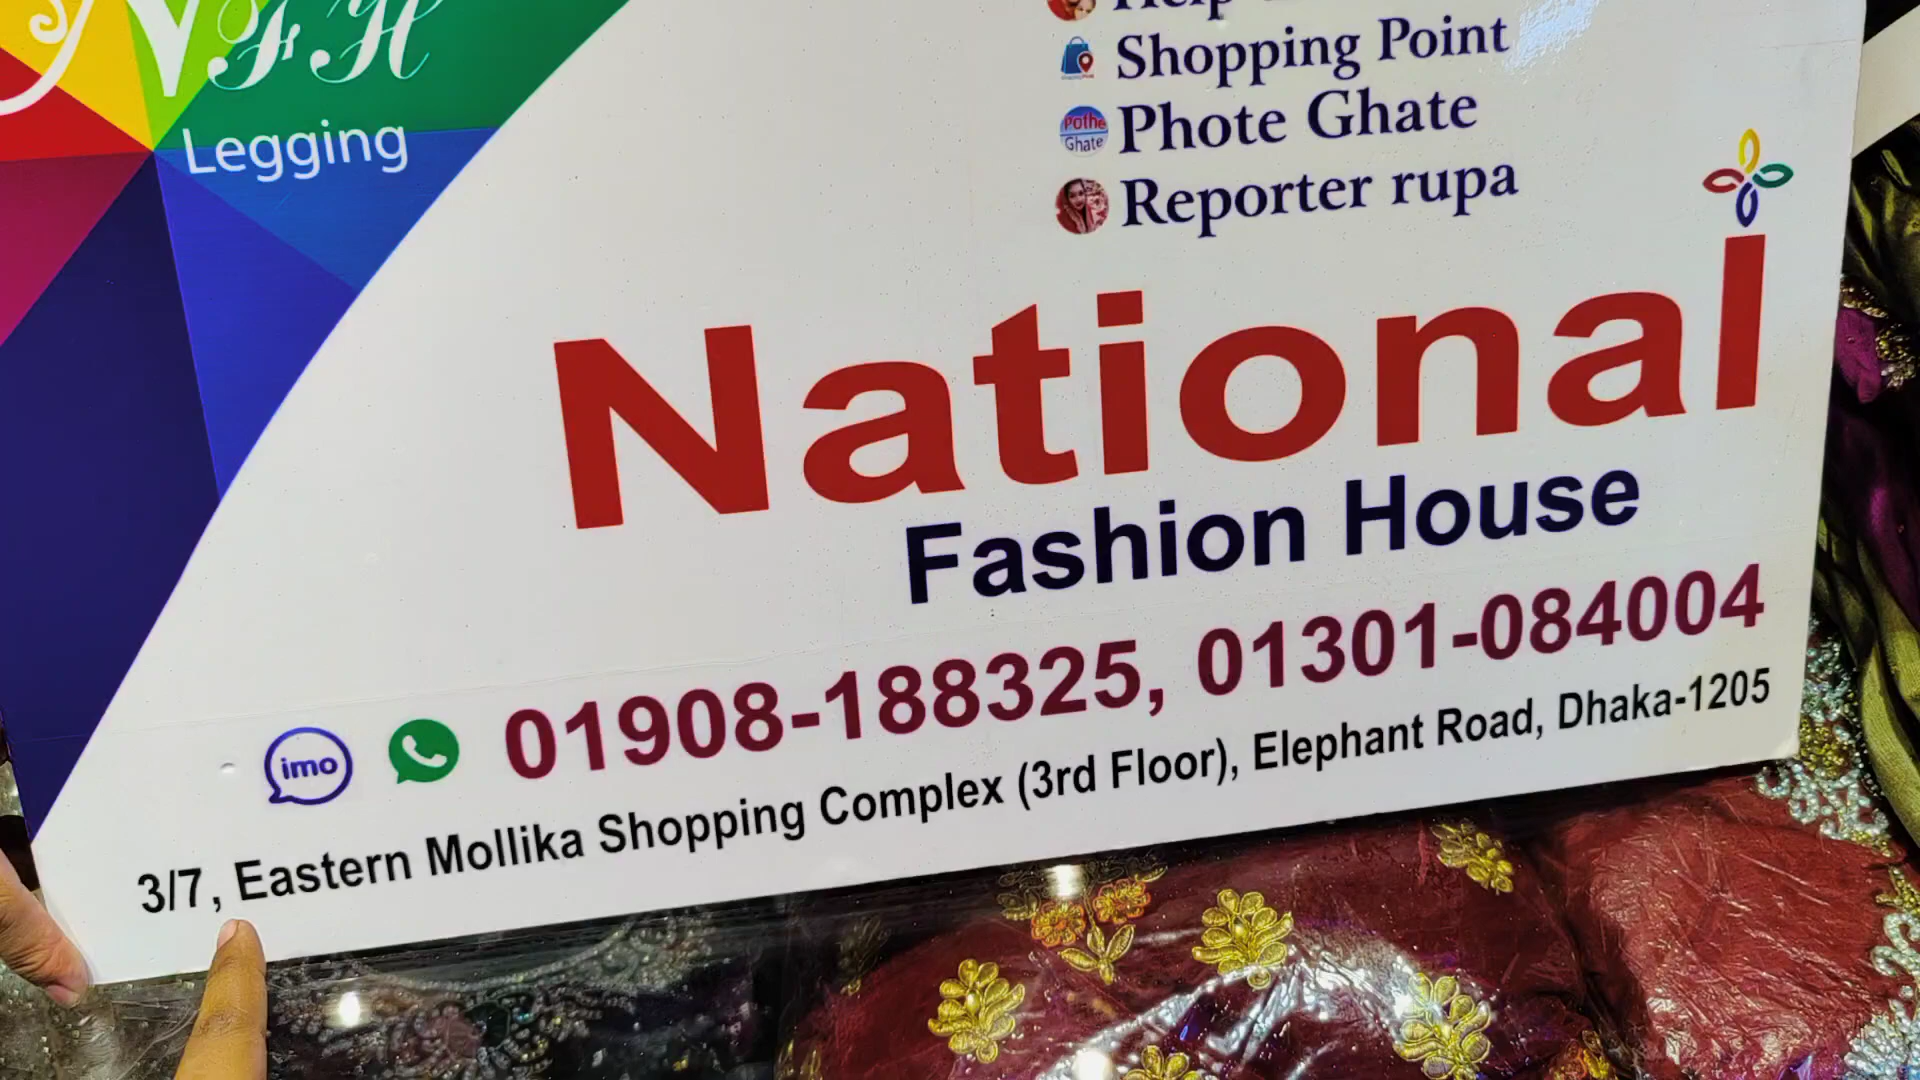 NFH
Legging
Help
Shopping Point
Pothe
Ghate
Phote Ghate
Reporter rupa
National
Fashion House
imo
01908-188325, 01301-084004
3/7, Eastern Mollika Shopping Complex (3rd Floor), Elephant Road, Dhaka-1205